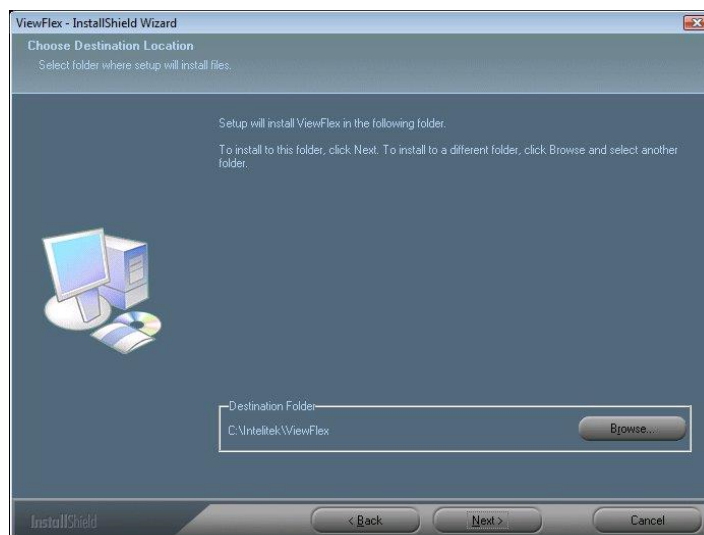 ViewFlex - InstallShield Wizard
Choose Destination Location
Select folder where setup will install files.
Setup will install ViewFlex in the following folder.
To install to this folder, click Next. To install to a different folder, click Browse and select another
folder.
Destination Folder
C:\Intelitek\ViewFlex
Browse...
InstallShield
< Back
Next >
Cancel